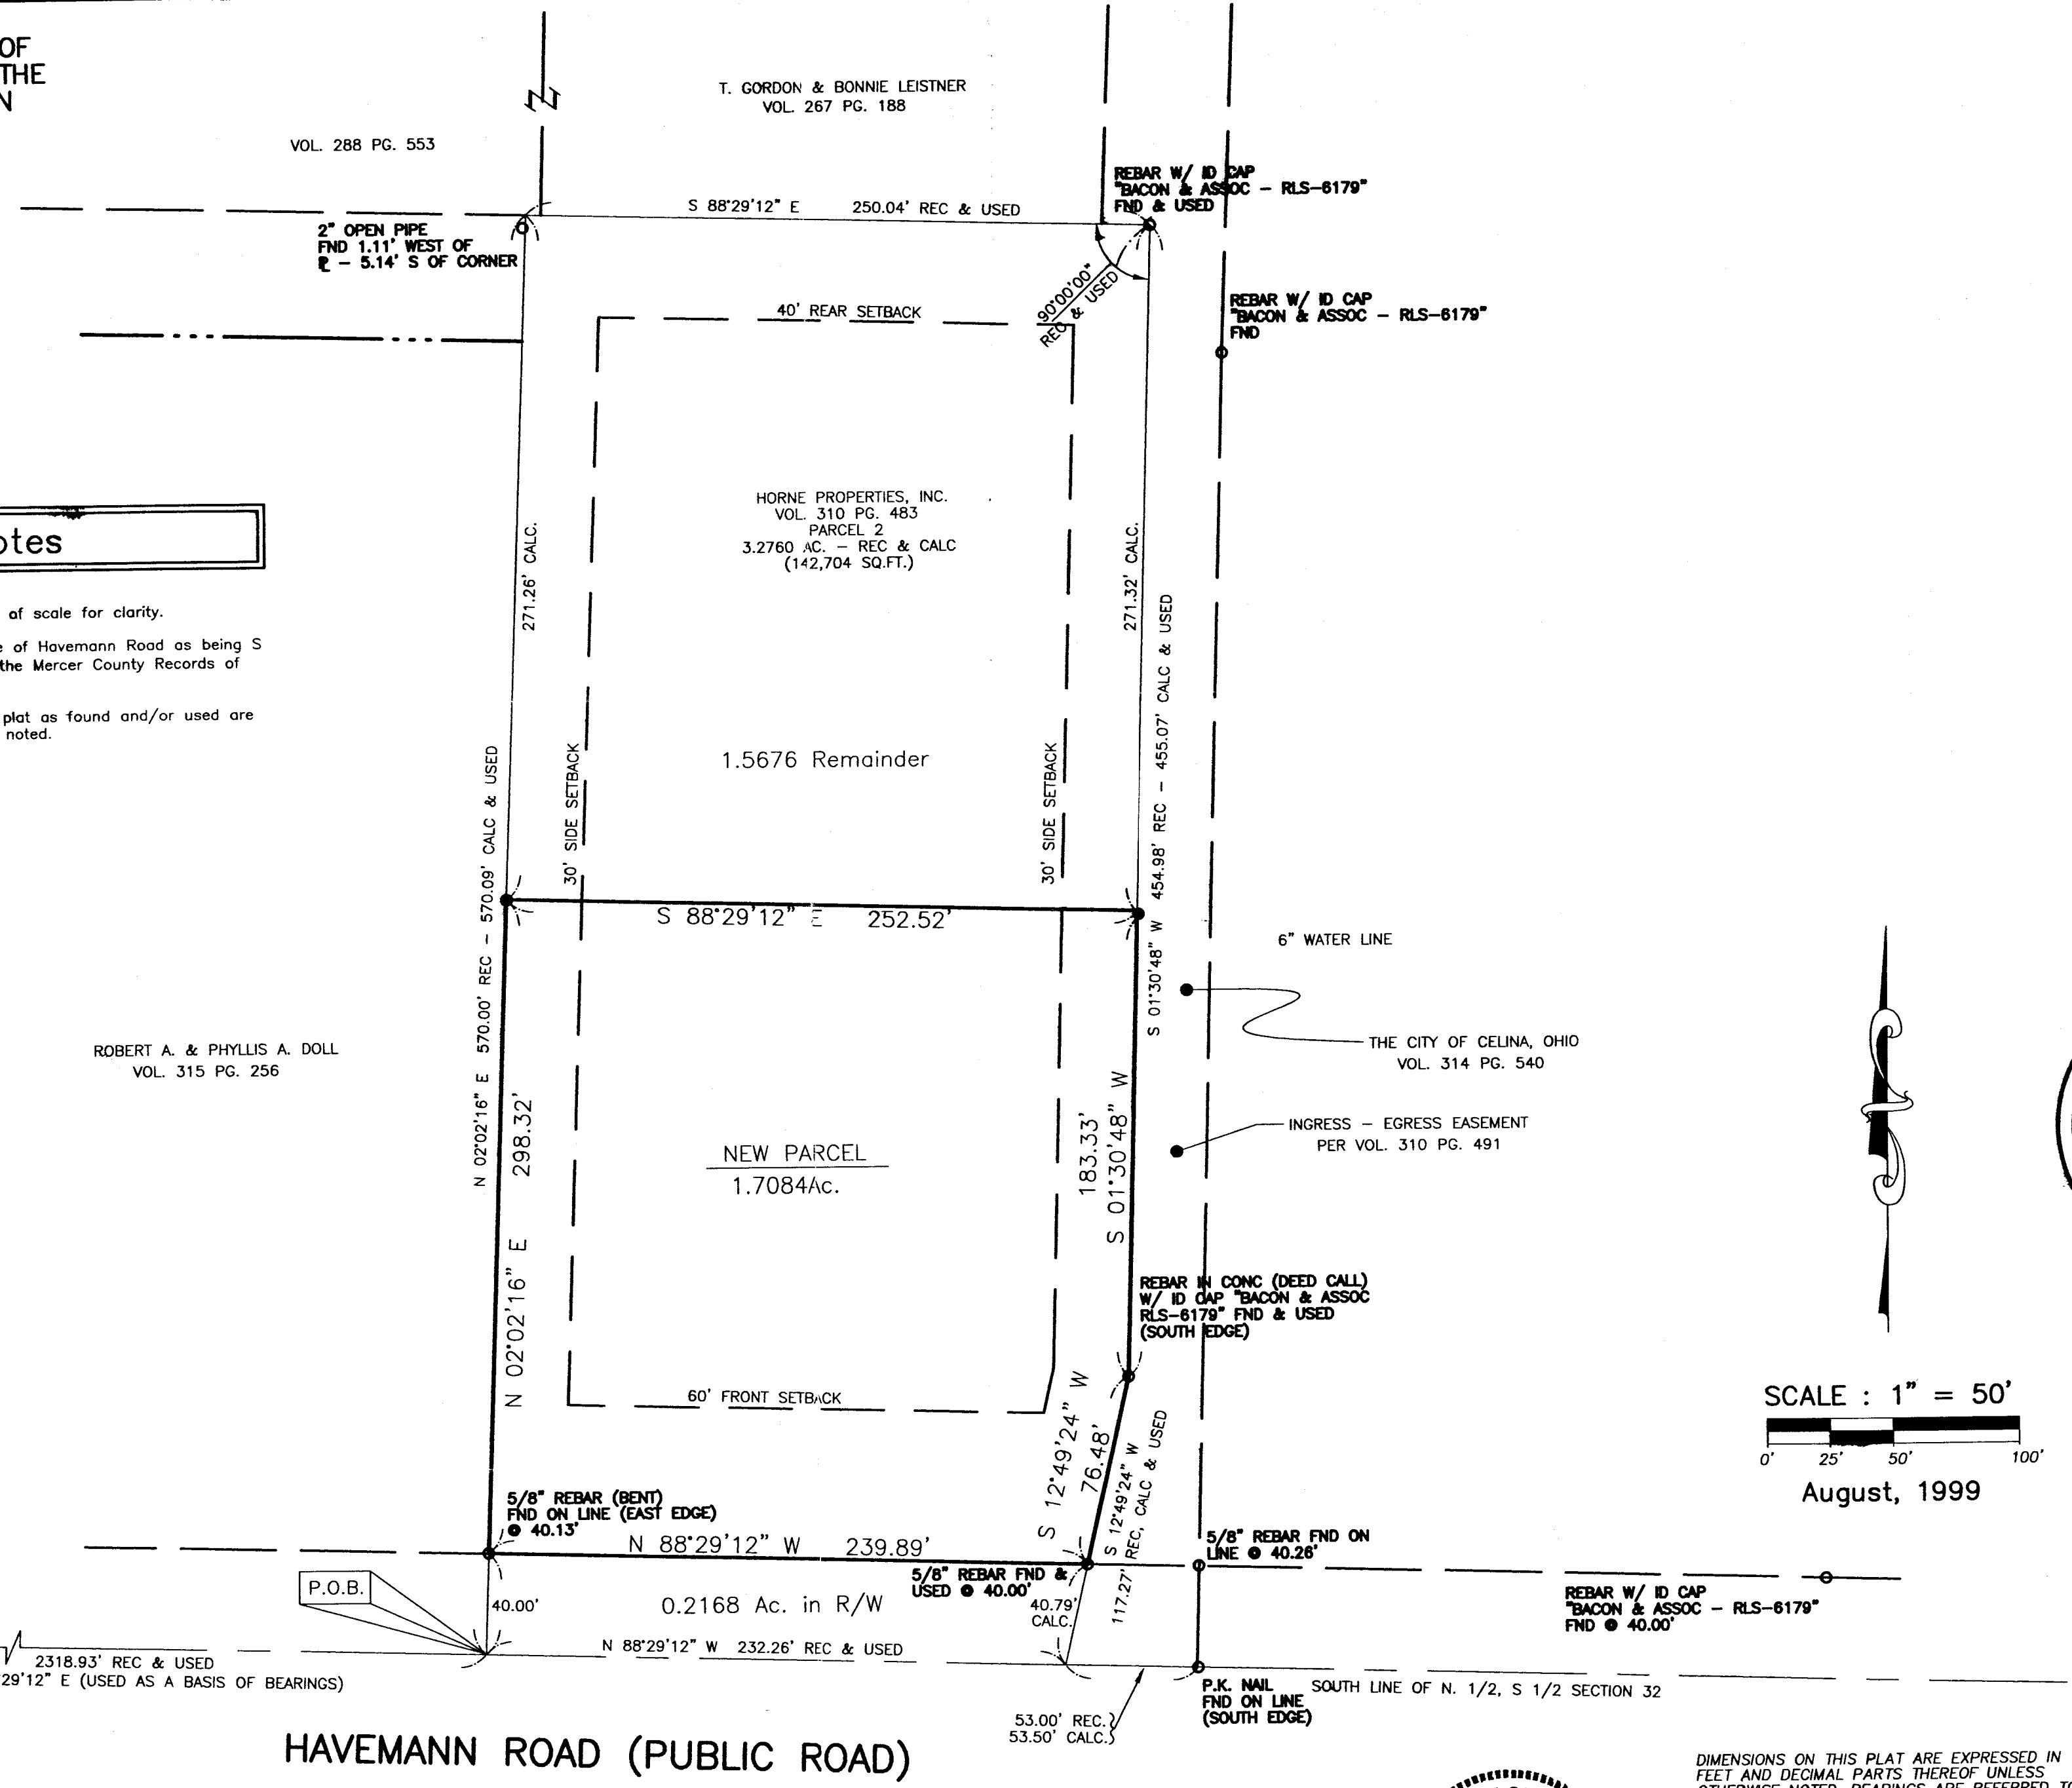 OF
THE
N
T. GORDON & BONNIE LEISTNER
VOL. 267 PG. 188
VOL. 288 PG. 553
REBAR W/ ID CAP
"BACON & ASSOC - RLS-6179"
FND & USED
S 88°29'12" E 250.04' REC & USED
2" OPEN PIPE
FND 1.11' WEST OF
℄ - 5.14' S OF CORNER
90°00'00"
REC & USED
40' REAR SETBACK
REBAR W/ ID CAP
"BACON & ASSOC - RLS-6179"
FND
HORNE PROPERTIES, INC.
VOL. 310 PG. 483
PARCEL 2
3.2760 AC. - REC & CALC
(142,704 SQ.FT.)
otes
271.26' CALC.
271.32' CALC.
of scale for clarity.
e of Havemann Road as being S
the Mercer County Records of
plat as found and/or used are
noted.
1.5676 Remainder
30' SIDE SETBACK
30' SIDE SETBACK
N 02°02'16" E 570.00' REC - 570.09' CALC & USED
S 01°30'48" W 454.98' REC - 455.07' CALC & USED
S 88°29'12" E 252.52'
6" WATER LINE
THE CITY OF CELINA, OHIO
VOL. 314 PG. 540
ROBERT A. & PHYLLIS A. DOLL
VOL. 315 PG. 256
INGRESS - EGRESS EASEMENT
PER VOL. 310 PG. 491
NEW PARCEL
1.7084Ac.
N 02°02'16" E 298.32'
183.33'
S 01°30'48" W
REBAR IN CONC (DEED CALL)
W/ ID CAP "BACON & ASSOC
RLS-6179" FND & USED
(SOUTH EDGE)
60' FRONT SETBACK
S 12°49'24" W
76.48'
S 12°49'24" W
117.27' REC, CALC & USED
SCALE : 1" = 50'
0' 25' 50' 100'
August, 1999
5/8" REBAR (BENT)
FND ON LINE (EAST EDGE)
@ 40.13'
N 88°29'12" W 239.89'
5/8" REBAR FND ON
LINE @ 40.26'
5/8" REBAR FND &
USED @ 40.00'
P.O.B.
40.00'
0.2168 Ac. in R/W
40.79'
CALC.
REBAR W/ ID CAP
"BACON & ASSOC - RLS-6179"
FND @ 40.00'
N 88°29'12" W 232.26' REC & USED
2318.93' REC & USED
29'12" E (USED AS A BASIS OF BEARINGS)
P.K. NAIL
FND ON LINE
(SOUTH EDGE)
SOUTH LINE OF N. 1/2, S 1/2 SECTION 32
53.00' REC.
53.50' CALC.
HAVEMANN ROAD (PUBLIC ROAD)
DIMENSIONS ON THIS PLAT ARE EXPRESSED IN
FEET AND DECIMAL PARTS THEREOF UNLESS
OTHERWISE NOTED. BEARINGS ARE REFERRED